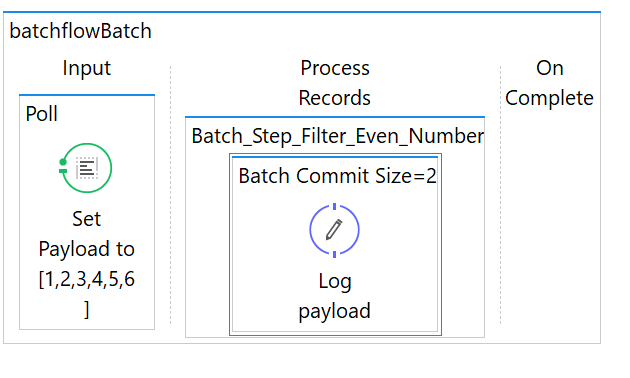 batchflowBatch
Input
Process
Records
On
Complete
Poll
Set
Payload to
[1,2,3,4,5,6
]
Batch_Step_Filter_Even_Number
Batch Commit Size=2
Log
payload